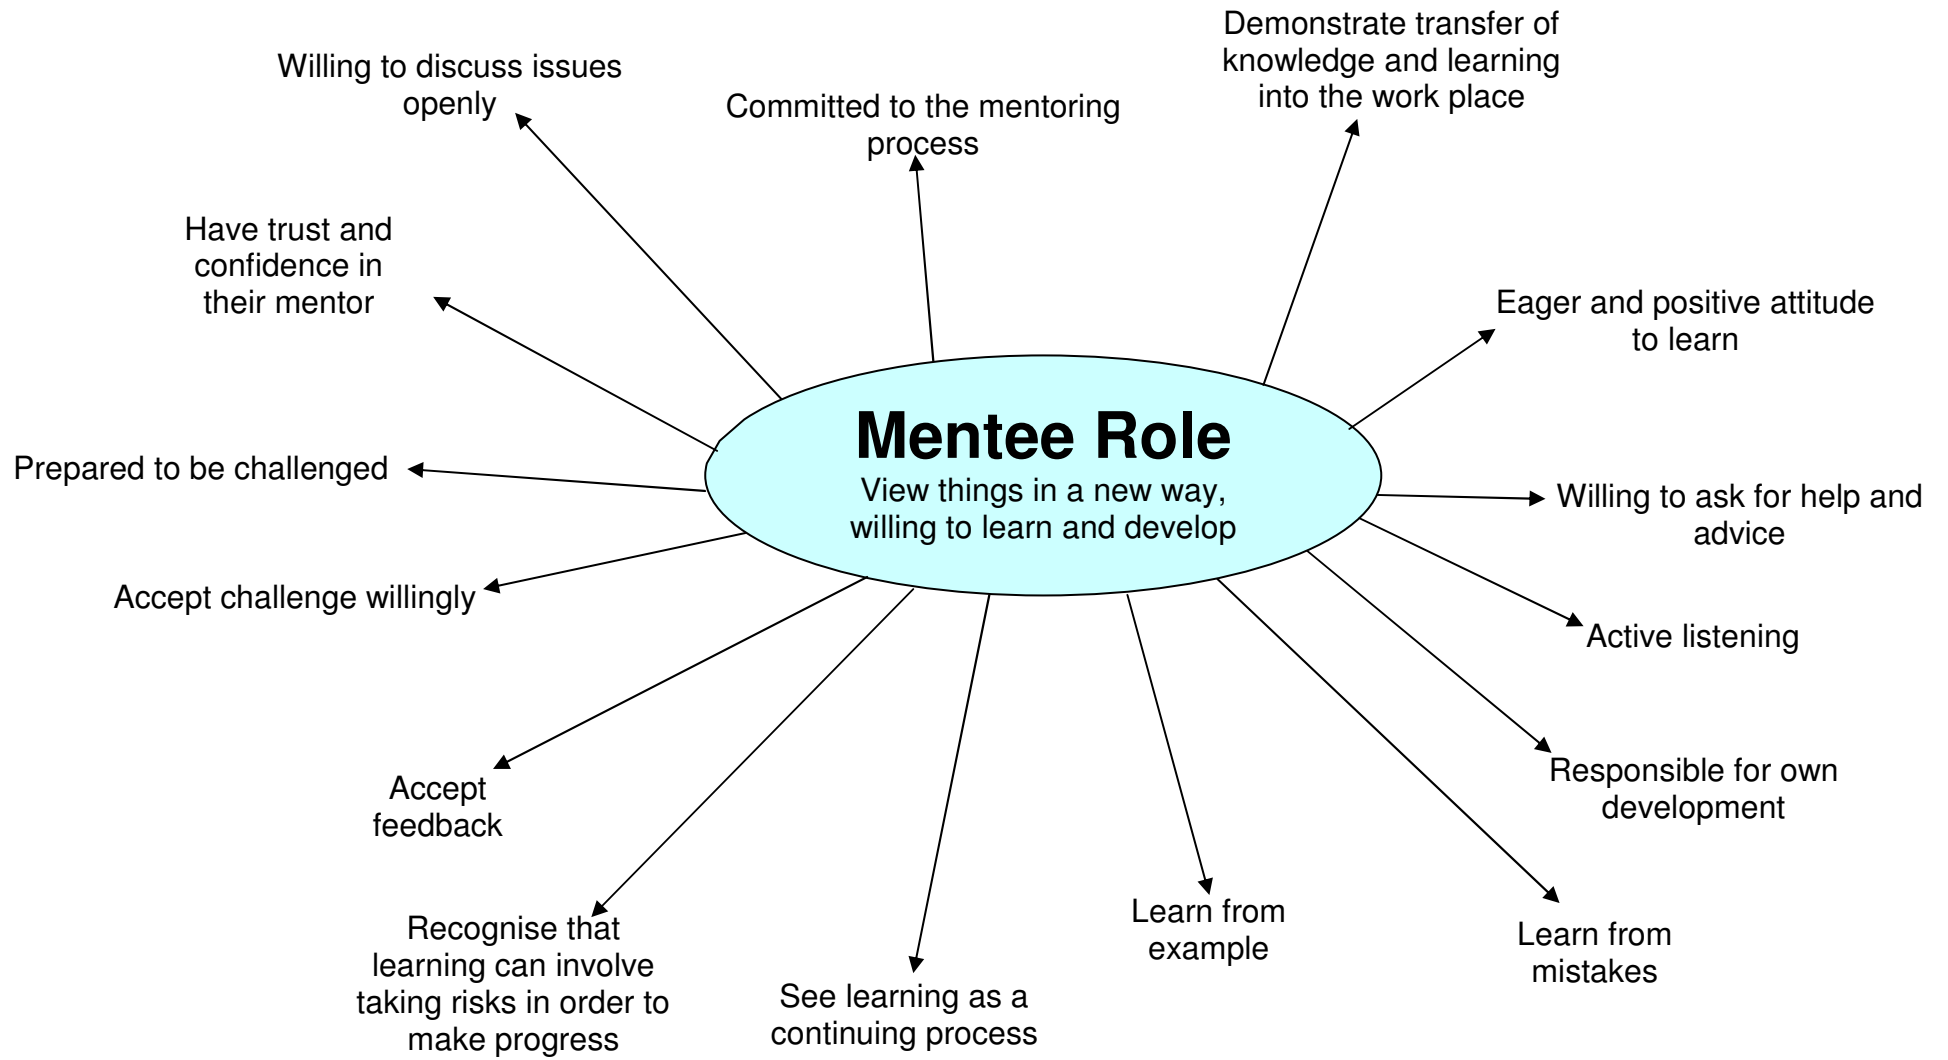 Demonstrate transfer of
knowledge and learning
into the work place
Willing to discuss issues
openly
Committed to the mentoring
process
Have trust and
confidence in
their mentor
Eager and positive attitude
to learn
Mentee Role
View things in a new way,
willing to learn and develop
Prepared to be challenged
Willing to ask for help and
advice
Accept challenge willingly
Active listening
Responsible for own
development
Accept
feedback
Learn from
example
Learn from
mistakes
Recognise that
learning can involve
taking risks in order to
make progress
See learning as a
continuing process